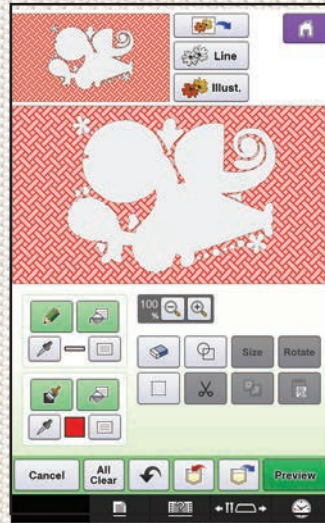 Line
Illust.
100
%
Size
Rotate
Cancel
All
Clear
Preview